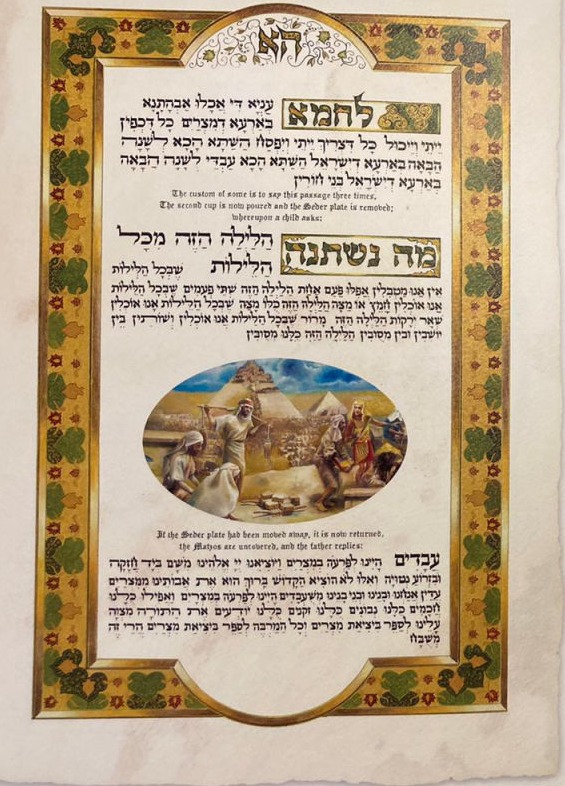 הא
לחמא עניא די אכלו אבהתנא
בארעא דמצרים כל דכפין
ייתי וייכול כל דצריך ייתי ויפסח השתא הכא לשנה
הבאה בארעא דישראל השתא הכא עבדי לשנה הבאה
בארעא דישראל בני חורין
The custom of some is to say this passage three times,
The second cup is now poured and the Seder plate is removed;
whereupon a child asks:
מה נשתנה הלילה הזה מכל
הלילות שבכל הלילות
אין אנו מטבילין אפלו פעם אחת הלילה הזה שתי פעמים שבכל הלילות
אנו אוכלין חמץ או מצה הלילה הזה כלו מצה שבכל הלילות אנו אוכלין
שאר ירקות הלילה הזה מרור שבכל הלילות אנו אוכלין ושותין בין
יושבין ובין מסובין הלילה הזה כלנו מסובין
If the Seder plate had been moved away, it is now returned,
the Matzos are uncovered, and the father replies:
עבדים היינו לפרעה במצרים ויוציאנו יי אלהינו משם ביד חזקה
ובזרוע נטויה ואלו לא הוציא הקדוש ברוך הוא את אבותינו ממצרים
עדין אנחנו ובנינו ובני בנינו משעבדים היינו לפרעה במצרים ואפילו כלנו
חכמים כלנו נבונים כלנו זקנים כלנו יודעים את התורה מצוה
עלינו לספר ביציאת מצרים וכל המרבה לספר ביציאת מצרים הרי זה
משבח